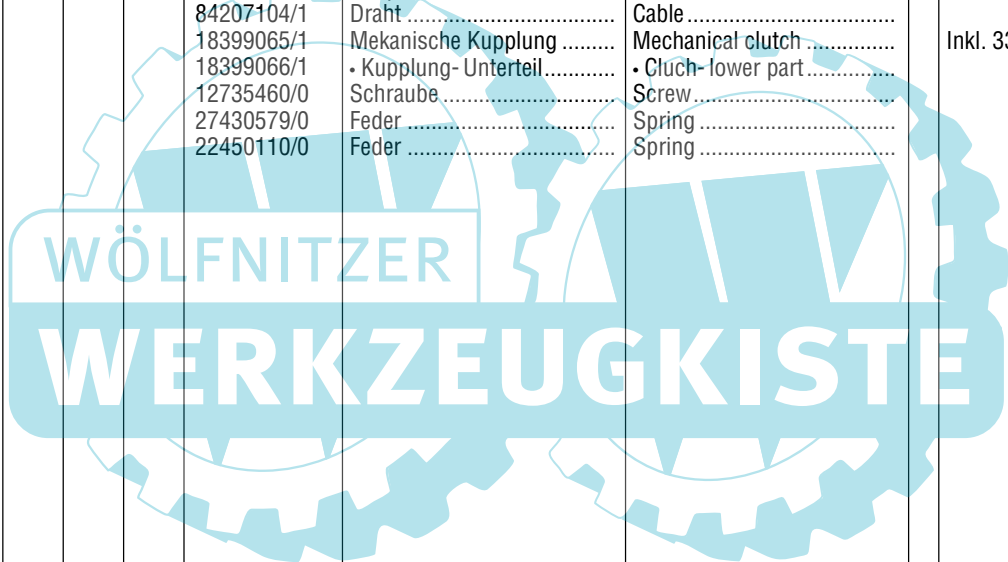 84207104/1 Draht ................................ Cable ................................
18399065/1 Mekanische Kupplung ......... Mechanical clutch .............. Inkl. 33
18399066/1 • Kupplung- Unterteil............ • Cluch- lower part ..............
12735460/0 Schraube........................... Screw ................................
27430579/0 Feder ................................ Spring ..............................
22450110/0 Feder ................................ Spring ..............................
WÖLFNITZER
WERKZEUGKISTE